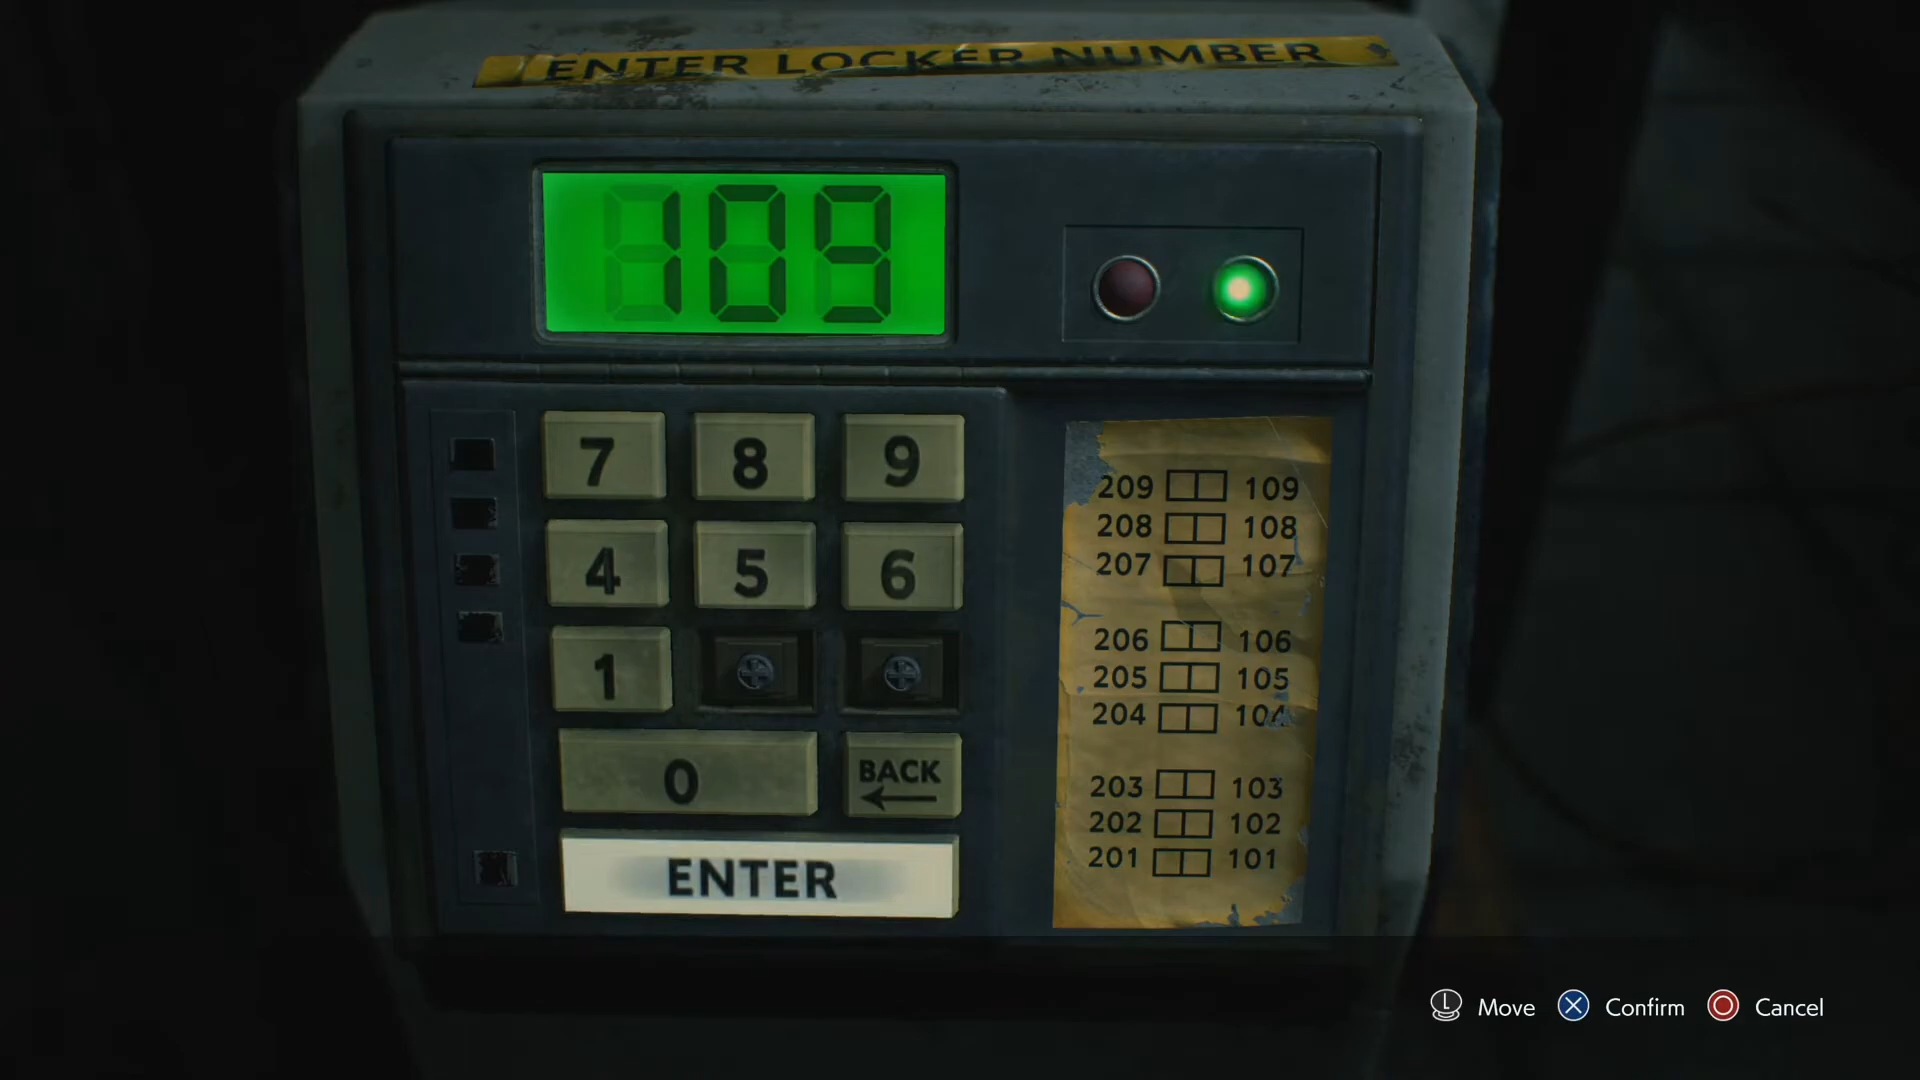 ENTER LOCKER NUMBER
109
7 8 9
4 5 6
1
0 BACK
ENTER
209 109
208 108
207 107
206 106
205 105
204 104
203 103
202 102
201 101
L Move Confirm Cancel